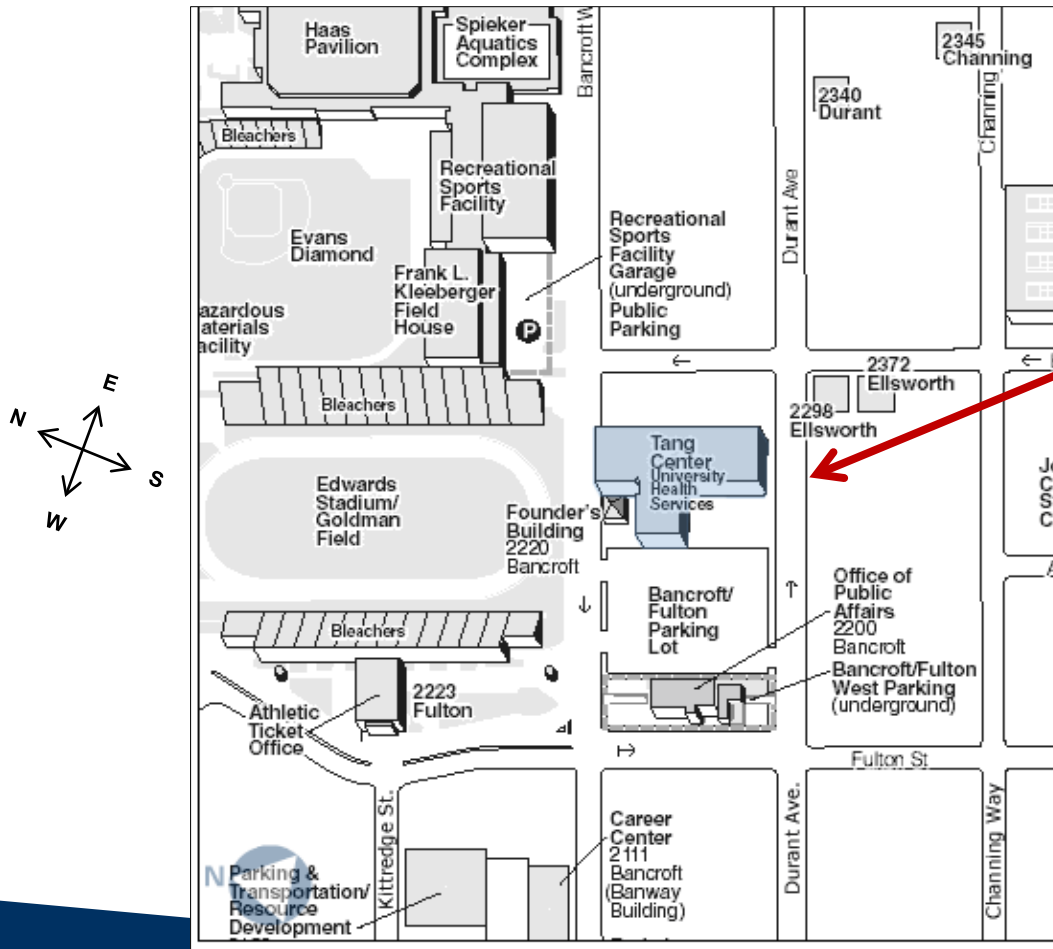 Haas
Pavilion
Spieker
Aquatics
Complex
Bancroft W
2345
Channing
2340
Durant
Channing
Bleachers
Recreational
Sports
Facility
Durant Ave
Evans
Diamond
Recreational
Sports
Facility
Garage
(underground)
Public
Parking
Frank L.
Kleeberger
Field
House
azardous
aterials
acility
P
2372
Ellsworth
2298
Ellsworth
E
N
S
W
Bleachers
Tang
Center
University
Health
Services
Edwards
Stadium/
Goldman
Field
Founder's
Building
2220
Bancroft
Bancroft/
Fulton
Parking
Lot
Office of
Public
Affairs
2200
Bancroft
Bancroft/Fulton
West Parking
(underground)
Bleachers
2223
Fulton
Athletic
Ticket
Office
Fulton St
Kittredge St.
Career
Center
2111
Bancroft
(Banway
Building)
Durant Ave.
Channing Way
N
Parking &
Transportation/
Resource
Development